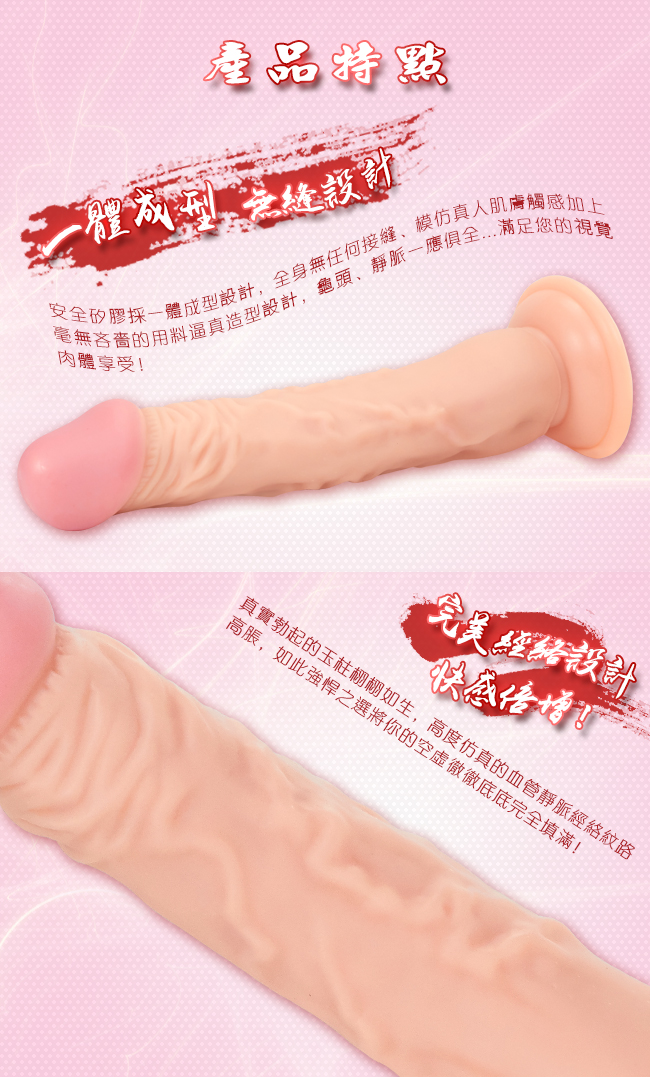 產品特點
一體成型 無縫設計
安全矽膠採一體成型設計，全身無任何接縫，模仿真人肌膚觸感加上
毫無吝嗇的用料逼真造型設計，龜頭、靜脈一應俱全...滿足您的視覺
肉體享受！
完美經絡設計
快感倍增！
真實勃起的玉柱栩栩如生，高度仿真的血管靜脈經絡紋路
高脹，如此強悍之選將你的空虛徹徹底底完全填滿！